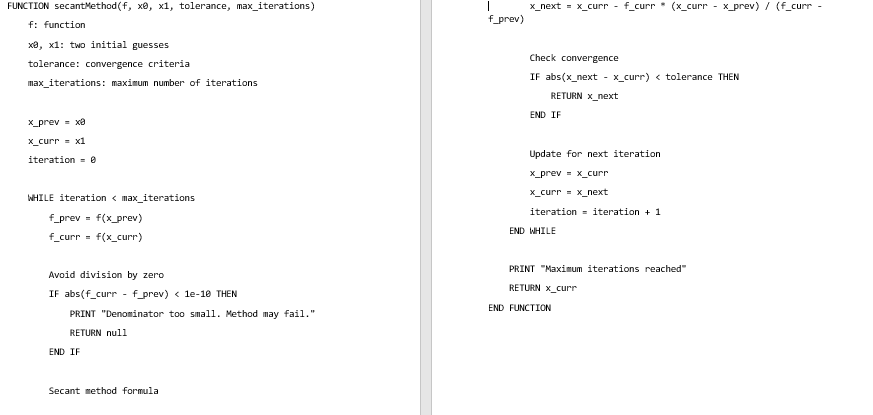 FUNCTION secantMethod(f, x0, x1, tolerance, max_iterations)
f: function
x0, x1: two initial guesses
tolerance: convergence criteria
max_iterations: maximum number of iterations
x_prev = x0
x_curr = x1
iteration = 0
WHILE iteration < max_iterations
f_prev = f(x_prev)
f_curr = f(x_curr)
Avoid division by zero
IF abs(f_curr - f_prev) < 1e-10 THEN
PRINT "Denominator too small. Method may fail."
RETURN null
END IF
Secant method formula
x_next = x_curr - f_curr * (x_curr - x_prev) / (f_curr -
f_prev)
Check convergence
IF abs(x_next - x_curr) < tolerance THEN
RETURN x_next
END IF
Update for next iteration
x_prev = x_curr
x_curr = x_next
iteration = iteration + 1
END WHILE
PRINT "Maximum iterations reached"
RETURN x_curr
END FUNCTION